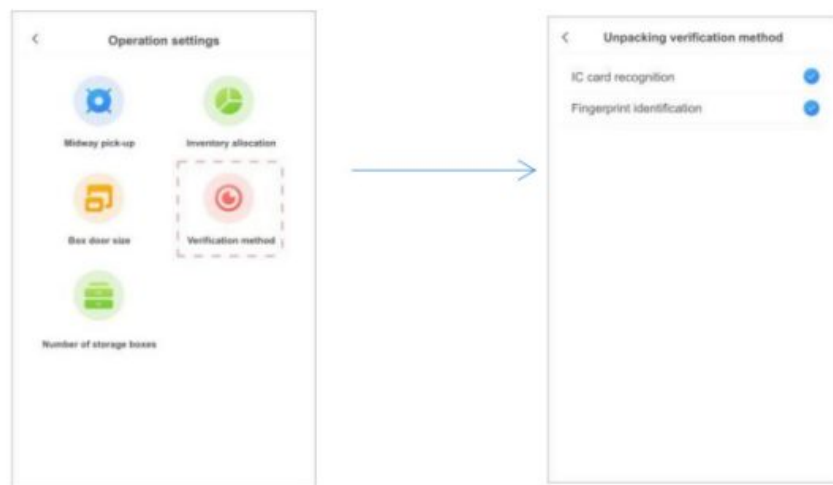 Operation settings
Midway pick-up
Inventory allocation
Box door size
Verification method
Number of storage boxes
Unpacking verification method
IC card recognition
Fingerprint identification